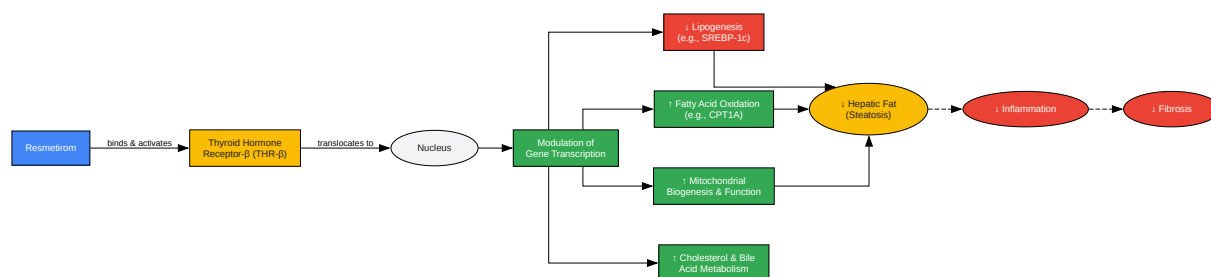 Resmetirom
binds & activates
Thyroid Hormone
Receptor-β (THR-β)
translocates to
Nucleus
Modulation of
Gene Transcription
↓ Lipogenesis
(e.g., SREBP-1c)
↑ Fatty Acid Oxidation
(e.g., CPT1A)
↑ Mitochondrial
Biogenesis & Function
↑ Cholesterol & Bile
Acid Metabolism
↓ Hepatic Fat
(Steatosis)
↓ Inflammation
↓ Fibrosis